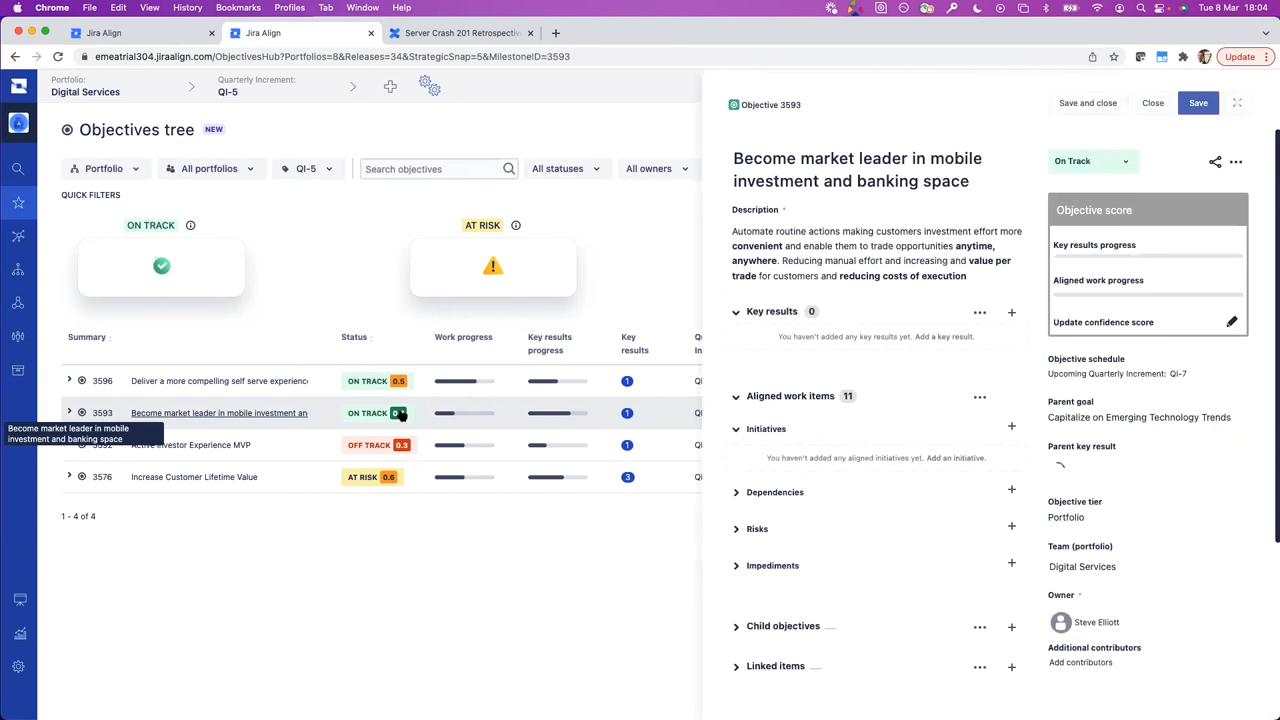 Chrome File Edit View History Bookmarks Profiles Tab Window Help Tue 8 Mar 18:04
Jira Align
Jira Align
Server Crash 201 Retrospectiv
emeatrial304.jiraalign.com/ObjectivesHub?Portfolios=8&Releases=34&StrategicSnap=5&MilestoneID=3593
Update
Portfolio:
Digital Services
Quarterly Increment:
QI-5
Objectives tree NEW
Portfolio
All portfolios
QI-5
Search objectives
All statuses
All owners
QUICK FILTERS
ON TRACK
AT RISK
Summary
Status
Work progress
Key results progress
Key results
3596 Deliver a more compelling self serve experienc
ON TRACK 0.5
1
QI
3593 Become market leader in mobile investment an
ON TRACK
1
QI
Become market leader in mobile
investment and banking space
Active Investor Experience MVP
OFF TRACK 0.3
1
QI
3576 Increase Customer Lifetime Value
AT RISK 0.6
3
QI
1 - 4 of 4
Objective 3593
Save and close
Close
Save
Become market leader in mobile
investment and banking space
On Track
Description *
Automate routine actions making customers investment effort more
convenient and enable them to trade opportunities anytime,
anywhere. Reducing manual effort and increasing and value per
trade for customers and reducing costs of execution
Key results 0
You haven't added any key results yet. Add a key result.
Aligned work items 11
Initiatives
You haven't added any aligned initiatives yet. Add an initiative.
Dependencies
Risks
Impediments
Child objectives
Linked items
Objective score
Key results progress
Aligned work progress
Update confidence score
Objective schedule
Upcoming Quarterly Increment: QI-7
Parent goal
Capitalize on Emerging Technology Trends
Parent key result
Objective tier
Portfolio
Team (portfolio)
Digital Services
Owner *
Steve Elliott
Additional contributors
Add contributors